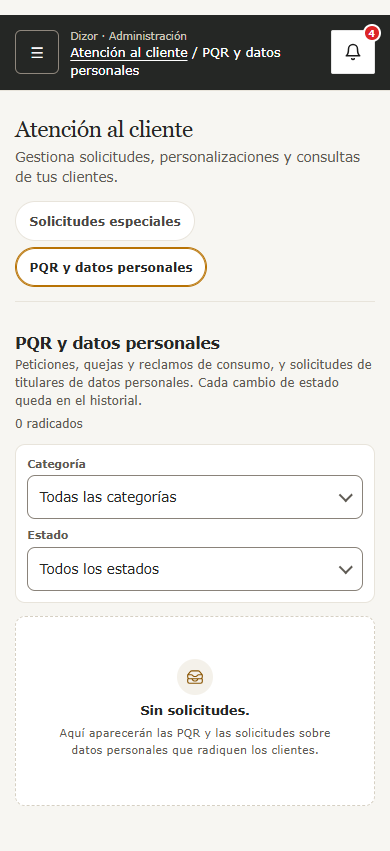 ☰
Dizor · Administración
Atención al cliente / PQR y datos
personales
4
Atención al cliente
Gestiona solicitudes, personalizaciones y consultas
de tus clientes.
Solicitudes especiales
PQR y datos personales
PQR y datos personales
Peticiones, quejas y reclamos de consumo, y solicitudes de
titulares de datos personales. Cada cambio de estado
queda en el historial.
0 radicados
Categoría
Todas las categorías
Estado
Todos los estados
Sin solicitudes.
Aquí aparecerán las PQR y las solicitudes sobre
datos personales que radiquen los clientes.